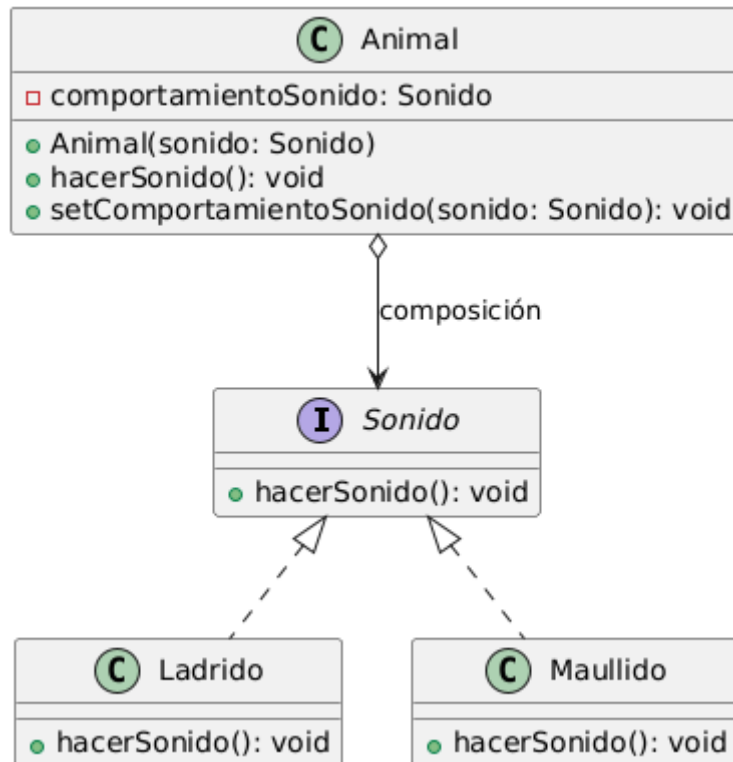 C Animal
comportamientoSonido: Sonido
Animal(sonido: Sonido)
hacerSonido(): void
setComportamientoSonido(sonido: Sonido): void
composición
I Sonido
hacerSonido(): void
C Ladrido
C Maullido
hacerSonido(): void
hacerSonido(): void